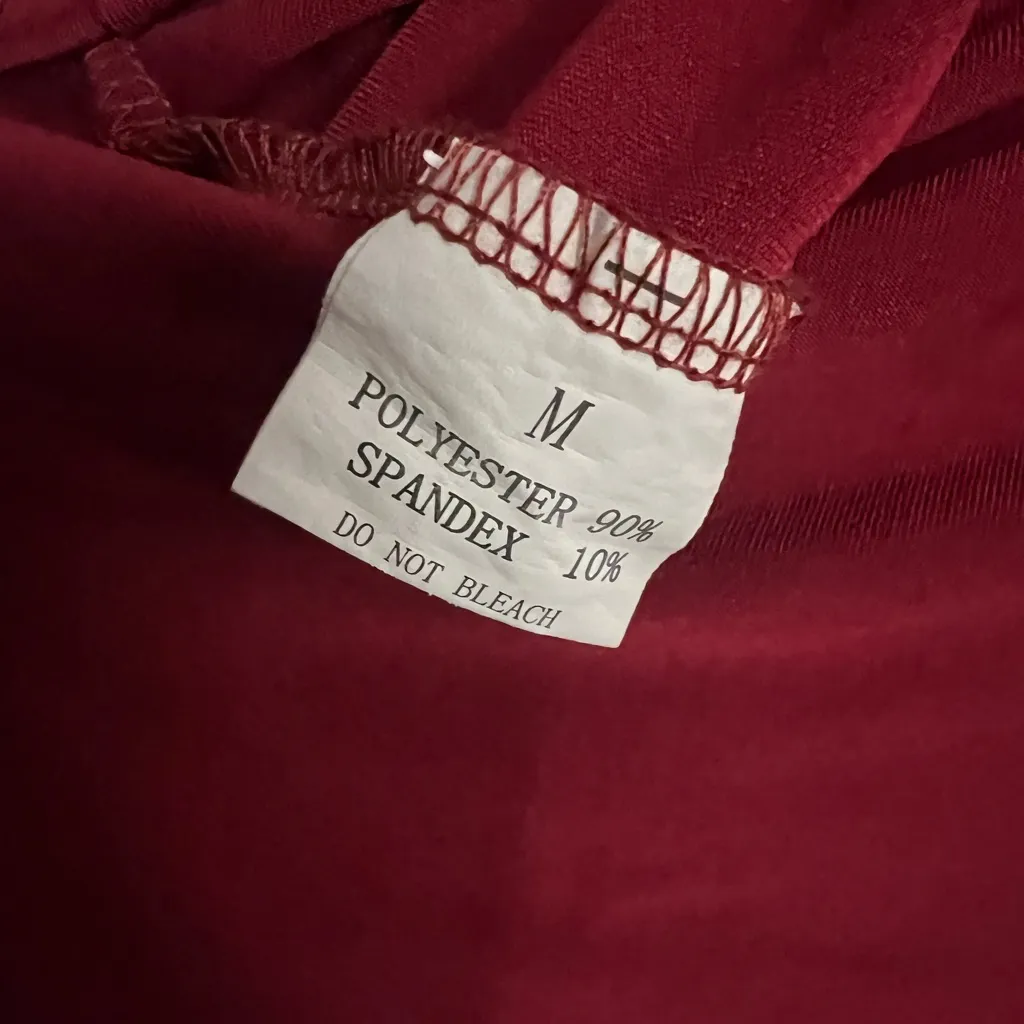 M
POLYESTER 90%
SPANDEX 10%
DO NOT BLEACH